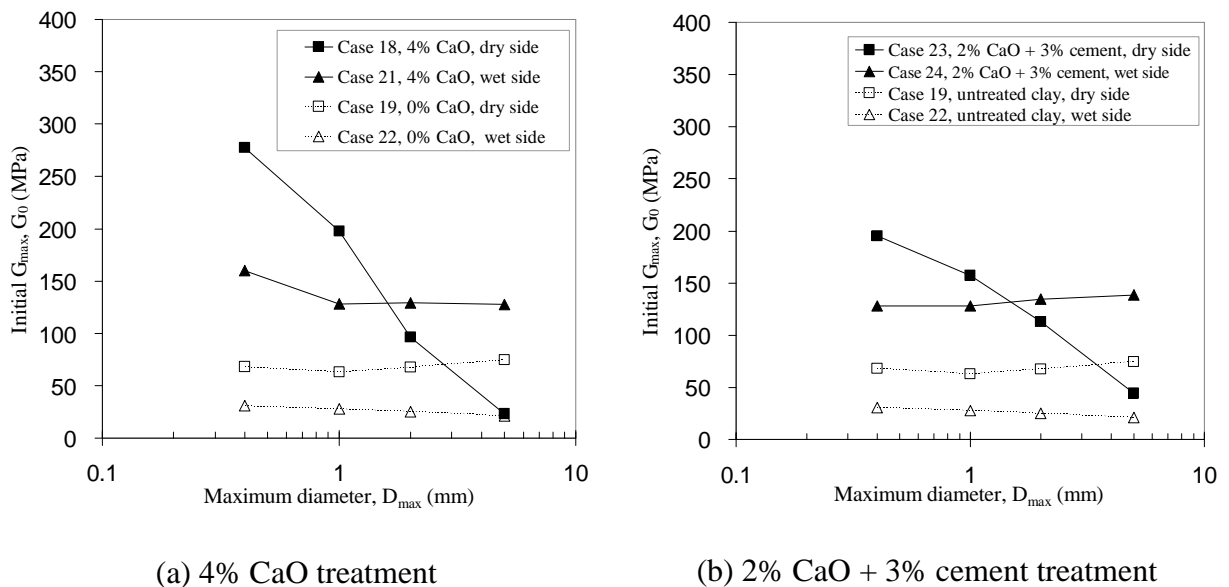 400
350
300
250
200
150
100
50
0
Initial Gmax, G0 (MPa)
Case 18, 4% CaO, dry side
Case 21, 4% CaO, wet side
Case 19, 0% CaO, dry side
Case 22, 0% CaO, wet side
0.1 1 10
Maximum diameter, Dmax (mm)
(a) 4% CaO treatment
400
350
300
250
200
150
100
50
0
Initial Gmax, G0 (MPa)
Case 23, 2% CaO + 3% cement, dry side
Case 24, 2% CaO + 3% cement, wet side
Case 19, untreated clay, dry side
Case 22, untreated clay, wet side
0.1 1 10
Maximum diameter, Dmax (mm)
(b) 2% CaO + 3% cement treatment